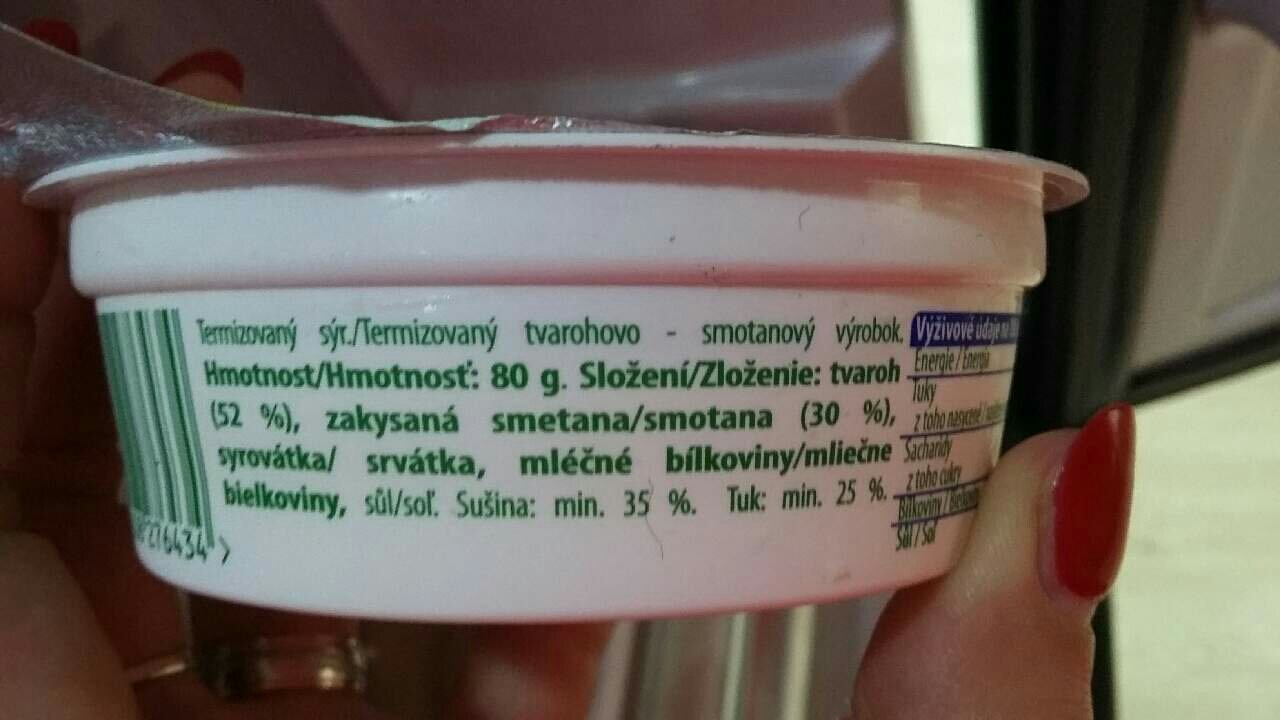 Termizovaný sýr./Termizovaný tvarohovo - smotanový výrobok.
Hmotnost/Hmotnosť: 80 g. Složení/Zloženie: tvaroh
(52 %), zakysaná smetana/smotana (30 %),
syrovátka/ srvátka, mléčné bílkoviny/mliečne
bielkoviny, sůl/soľ. Sušina: min. 35 %. Tuk: min. 25 %.
276434 >
Výživové údaje na
Energie / Energia
Tuky
z toho nasycené /
Sacharidy
z toho cukry
Bílkoviny /
Sůl / Soľ